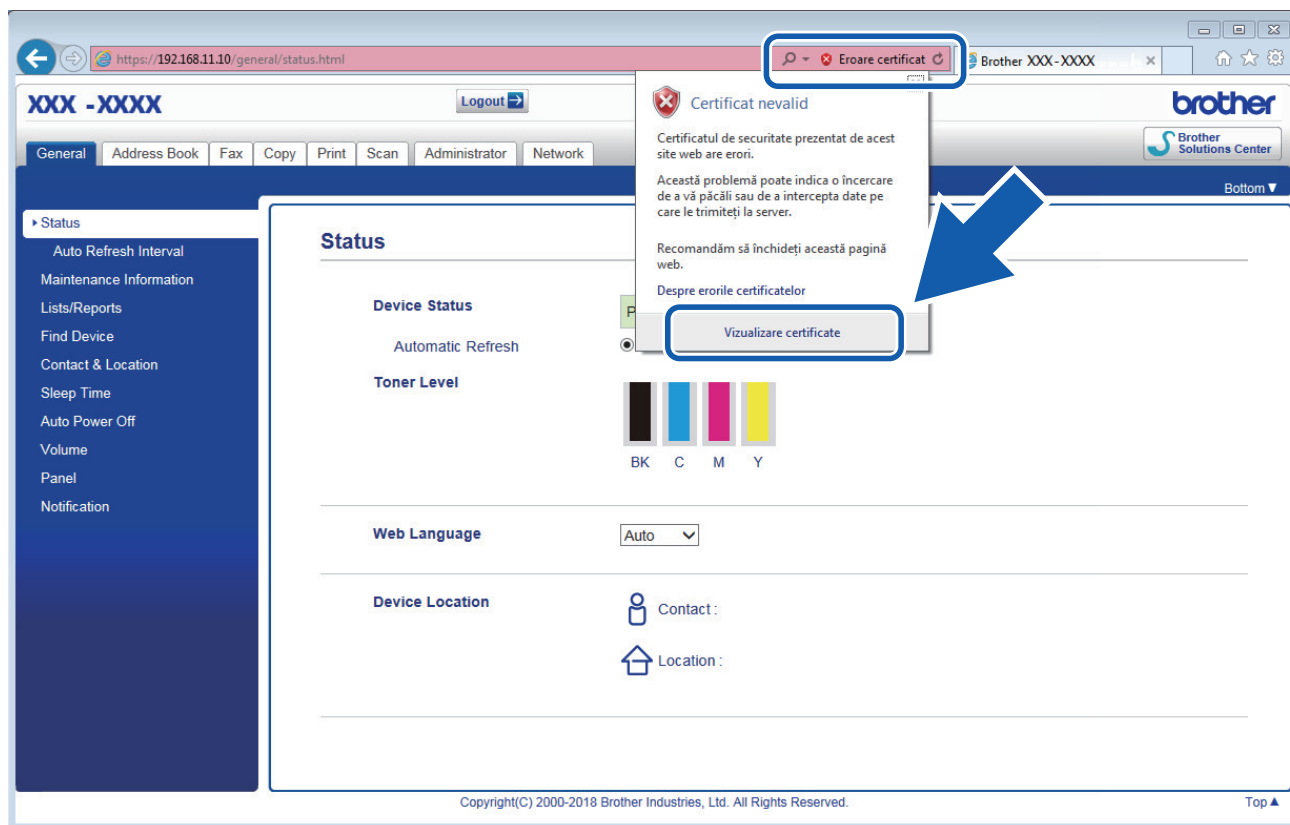 https://192.168.11.10/general/status.html
Eroare certificat
Brother XXX-XXXX
XXX -XXXX
Logout
brother
General
Address Book
Fax
Copy
Print
Scan
Administrator
Network
Brother
Solutions Center
Bottom▼
Certificat nevalid
Certificatul de securitate prezentat de acest
site web are erori.
Această problemă poate indica o încercare
de a vă păcăli sau de a intercepta date pe
care le trimiteți la server.
Recomandăm să închideți această pagină
web.
Despre erorile certificatelor
Vizualizare certificate
Status
Auto Refresh Interval
Maintenance Information
Lists/Reports
Find Device
Contact & Location
Sleep Time
Auto Power Off
Volume
Panel
Notification
Status
Device Status
Automatic Refresh
Toner Level
BK C M Y
Web Language
Auto
Device Location
Contact :
Location :
Copyright(C) 2000-2018 Brother Industries, Ltd. All Rights Reserved.
Top▲